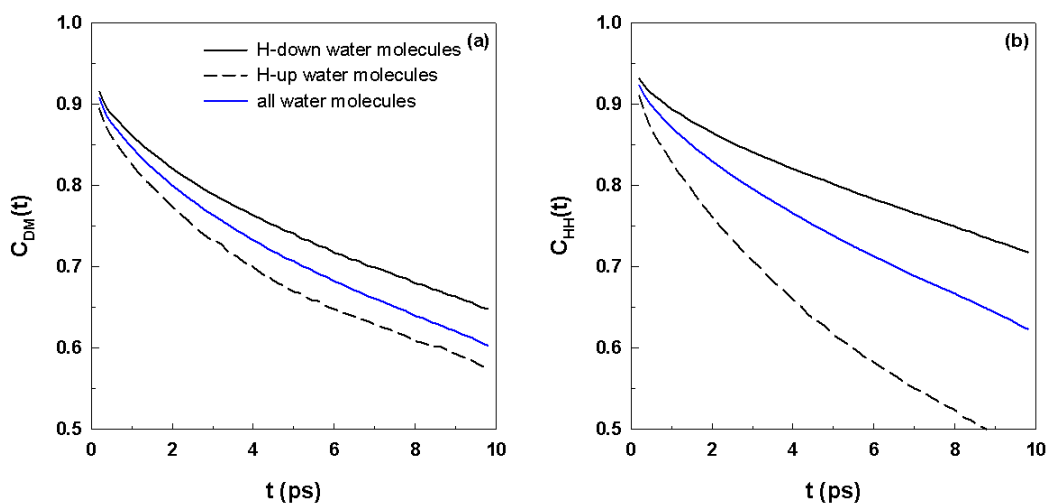 1.0
0.9
0.8
0.7
0.6
0.5
C_DM(t)
H-down water molecules
H-up water molecules
all water molecules
(a)
0 2 4 6 8 10
t (ps)
1.0
0.9
0.8
0.7
0.6
0.5
C_HH(t)
(b)
0 2 4 6 8 10
t (ps)